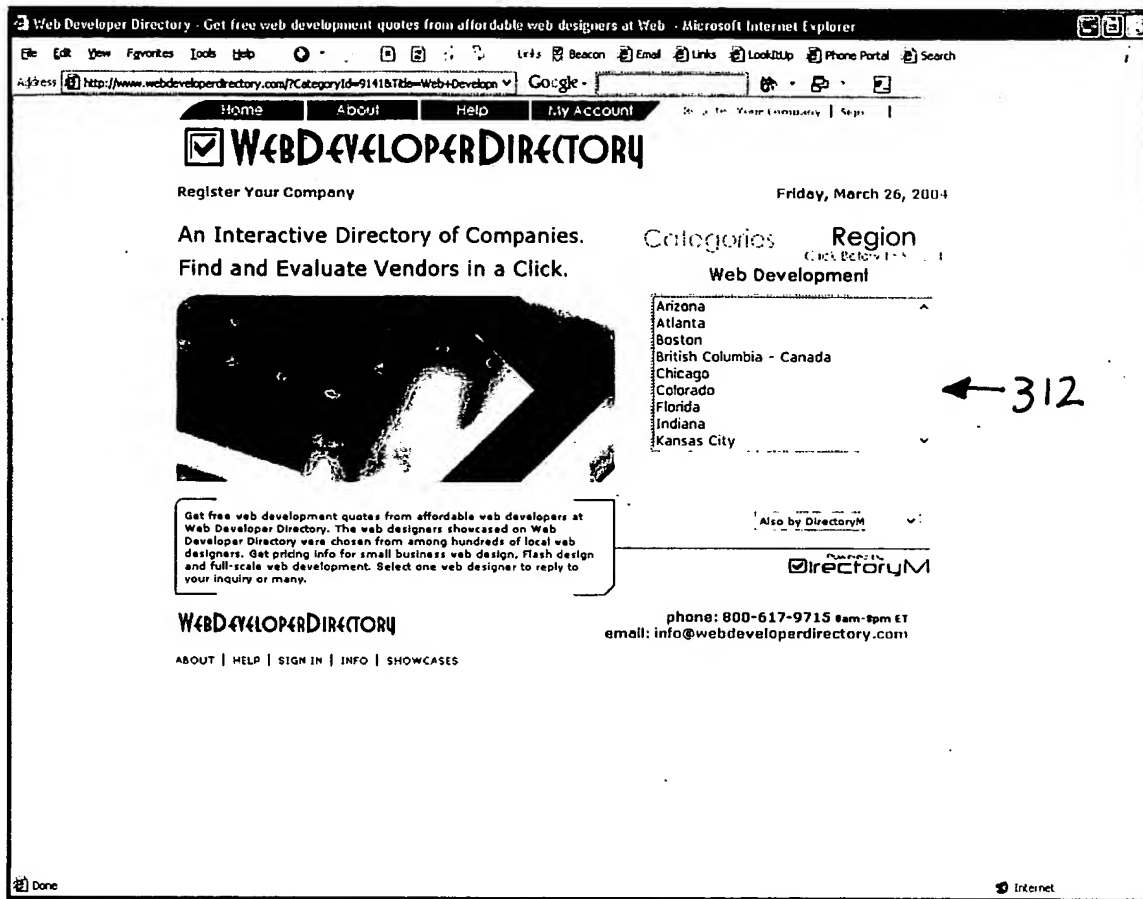 Web Developer Directory - Get free web development quotes from affordable web designers at Web - Microsoft Internet Explorer
File Edit View Favorites Tools Help Links Beacon Email Links LookItUp Phone Portal Search
Address http://www.webdeveloperdirectory.com/?CategoryId=9141&Title=Web+Developn Google
Home About Help My Account Your Company | Sign |
WEBDEVELOPERDIRECTORY
Register Your Company Friday, March 26, 2004
An Interactive Directory of Companies.
Find and Evaluate Vendors in a Click.
Categories Region
Click Below
Web Development
Arizona
Atlanta
Boston
British Columbia - Canada
Chicago
Colorado
Florida
Indiana
Kansas City
312
Get free web development quotes from affordable web developers at
Web Developer Directory. The web designers showcased on Web
Developer Directory were chosen from among hundreds of local web
designers. Get pricing info for small business web design, Flash design
and full-scale web development. Select one web designer to reply to
your inquiry or many.
Also by DirectoryM
Powered by
DirectoryM
WEBDEVELOPERDIRECTORY
phone: 800-617-9715 8am-8pm ET
email: info@webdeveloperdirectory.com
ABOUT | HELP | SIGN IN | INFO | SHOWCASES
Done Internet